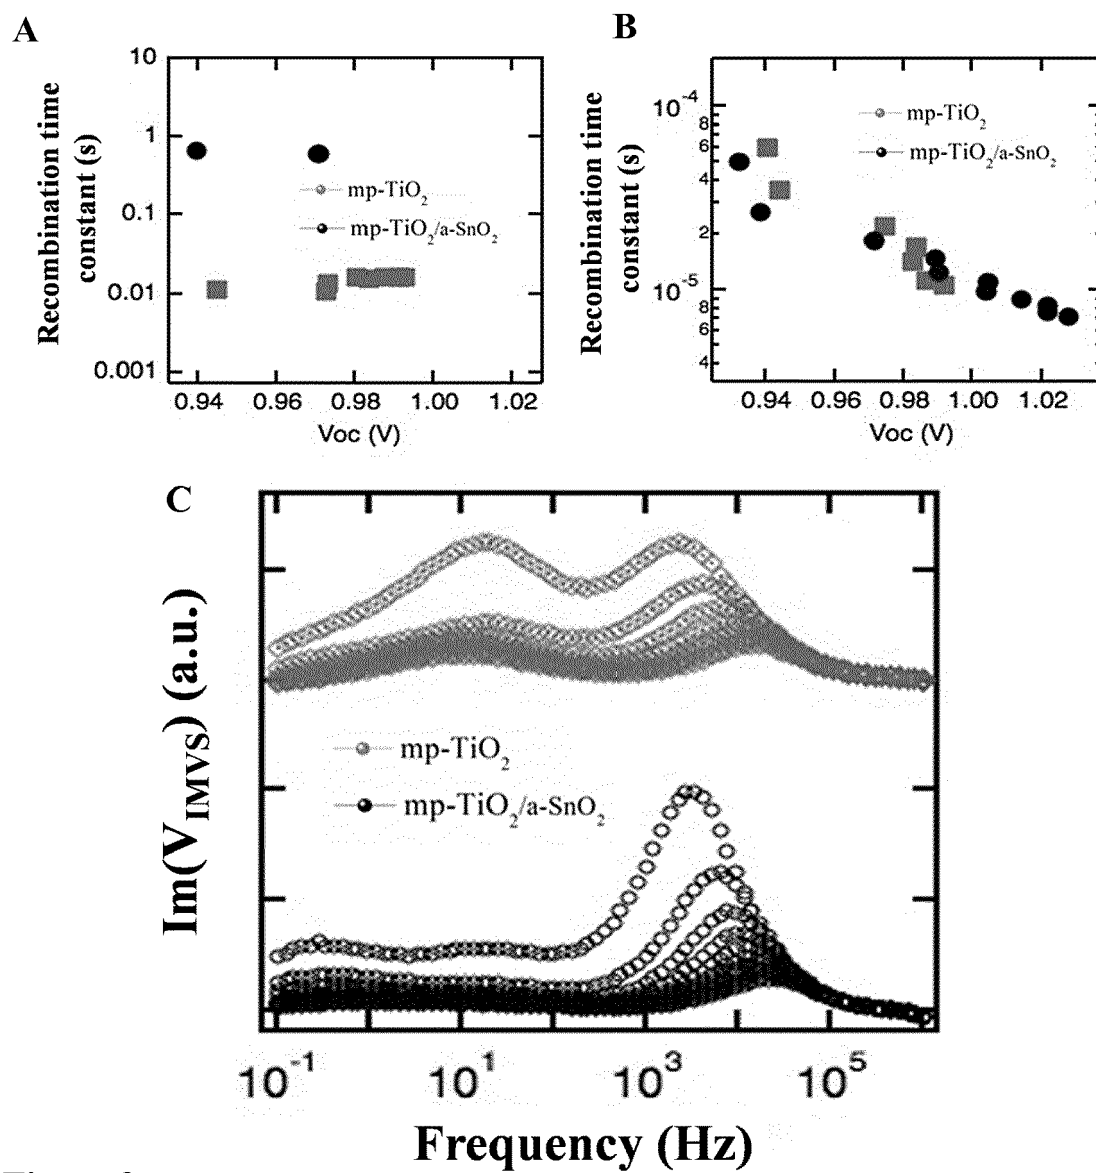 A
Recombination time
constant (s)
10
1
0.1
0.01
0.001
mp-TiO2
mp-TiO2/a-SnO2
0.94 0.96 0.98 1.00 1.02
Voc (V)
B
Recombination time
constant (s)
10-4
8
6
4
2
10-5
8
6
4
mp-TiO2
mp-TiO2/a-SnO2
0.94 0.96 0.98 1.00 1.02
Voc (V)
C
Im(VIMVS) (a.u.)
mp-TiO2
mp-TiO2/a-SnO2
10-1 101 103 105
Frequency (Hz)